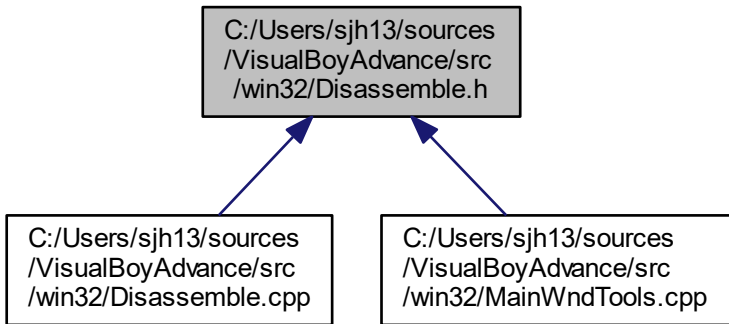 C:/Users/sjh13/sources
/VisualBoyAdvance/src
/win32/Disassemble.h
C:/Users/sjh13/sources
/VisualBoyAdvance/src
/win32/Disassemble.cpp
C:/Users/sjh13/sources
/VisualBoyAdvance/src
/win32/MainWndTools.cpp